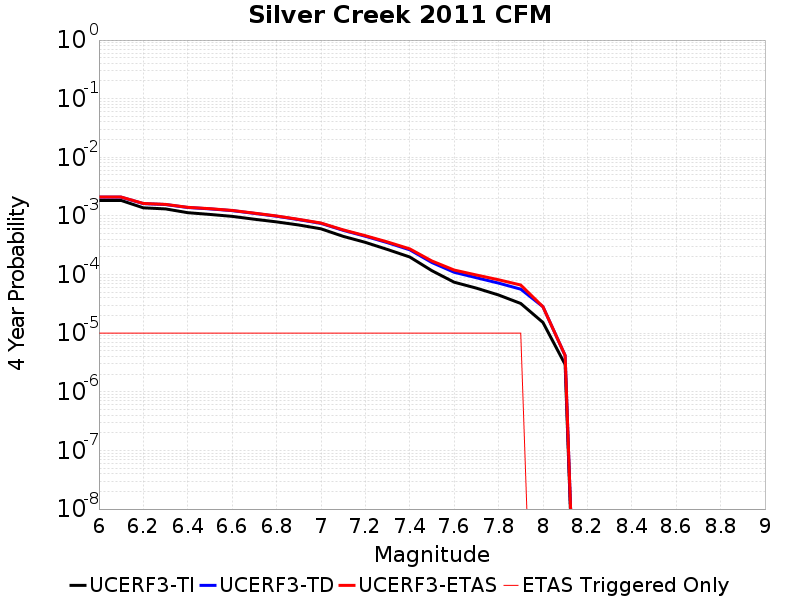 Silver Creek 2011 CFM
10^0
10^-1
10^-2
10^-3
10^-4
10^-5
10^-6
10^-7
10^-8
4 Year Probability
6 6.2 6.4 6.6 6.8 7 7.2 7.4 7.6 7.8 8 8.2 8.4 8.6 8.8 9
Magnitude
UCERF3-TI UCERF3-TD UCERF3-ETAS ETAS Triggered Only